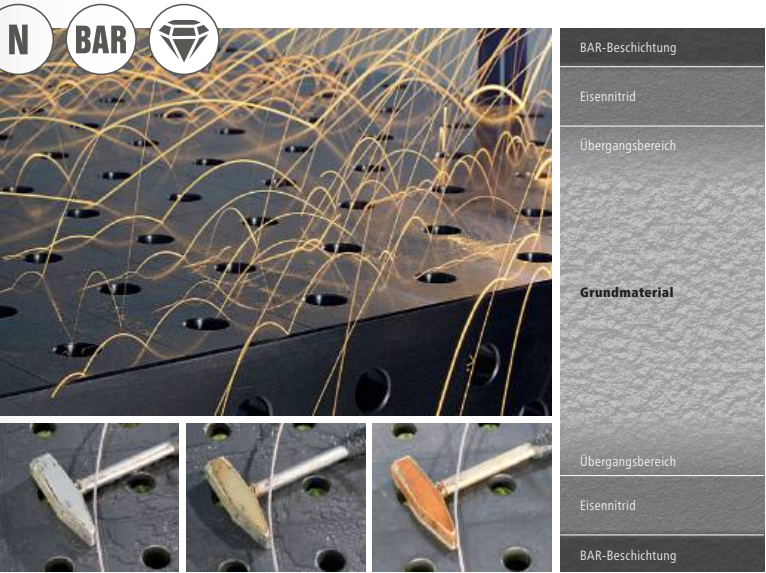 N
BAR
BAR-Beschichtung
Eisennitrid
Übergangsbereich
Grundmaterial
Übergangsbereich
Eisennitrid
BAR-Beschichtung